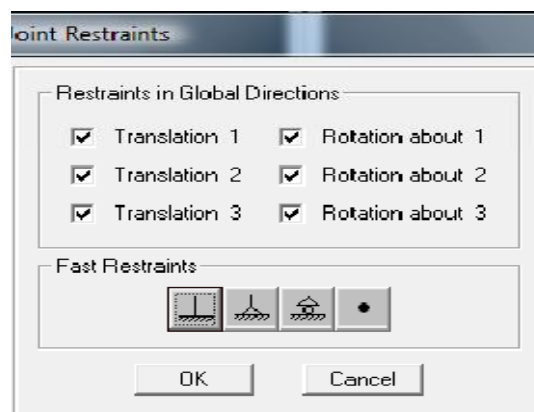 Joint Restraints
Restraints in Global Directions
Translation 1 Rotation about 1
Translation 2 Rotation about 2
Translation 3 Rotation about 3
Fast Restraints
OK Cancel